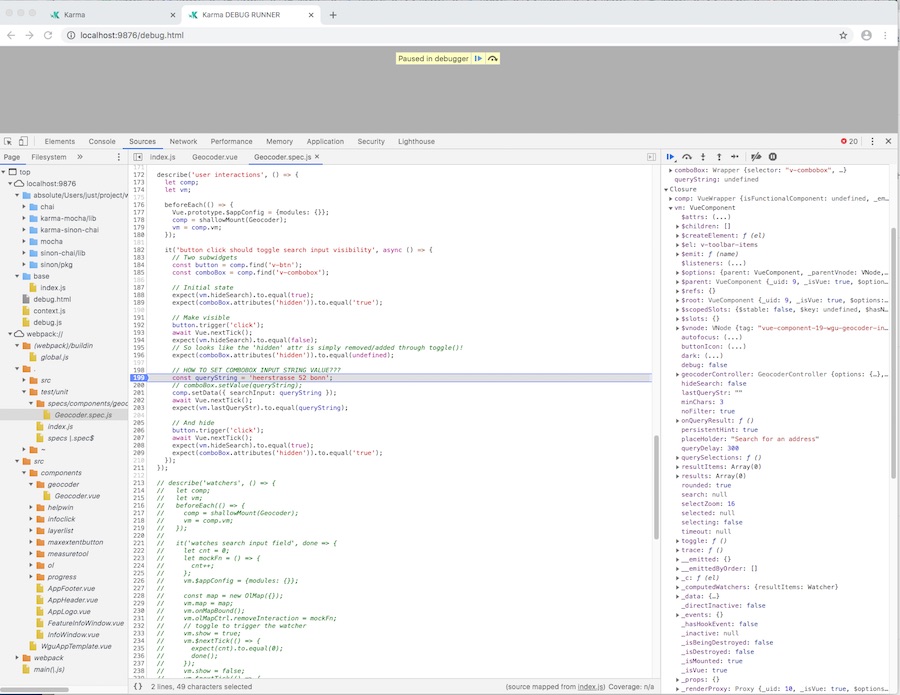 Karma
Karma DEBUG RUNNER
localhost:9876/debug.html
Paused in debugger
Elements Console Sources Network Performance Memory Application Security Lighthouse 20
Page Filesystem
index.js Geocoder.vue Geocoder.spec.js
top
localhost:9876
absolute/Users/just/project/w
chai
karma-mocha/lib
karma-sinon-chai
mocha
sinon-chai/lib
sinon/pkg
base
index.js
debug.html
context.js
debug.js
webpack://
(webpack)/buildin
global.js
.
src
test/unit
specs/components/geoc
Geocoder.spec.js
index.js
specs |.spec$
~
src
components
geocoder
Geocoder.vue
helpwin
infoclick
layerlist
maxextentbutton
measuretool
ol
progress
AppFooter.vue
AppHeader.vue
AppLogo.vue
FeatureInfoWindow.vue
InfoWindow.vue
WguAppTemplate.vue
webpack
main(.js)
171
172 describe('user interactions', () => {
173 let comp;
174 let vm;
175
176 beforeEach(() => {
177 Vue.prototype.$appConfig = {modules: {}};
178 comp = shallowMount(Geocoder);
179 vm = comp.vm;
180 });
181
182 it('button click should toggle search input visibility', async () => {
183 // Two subwidgets
184 const button = comp.find('v-btn');
185 const comboBox = comp.find('v-combobox');
186
187 // Initial state
188 expect(vm.hideSearch).to.equal(true);
189 expect(comboBox.attributes('hidden')).to.equal('true');
190
191 // Make visible
192 button.trigger('click');
193 await Vue.nextTick();
194 expect(vm.hideSearch).to.equal(false);
195 // So looks like the 'hidden' attr is simply removed/added through toggle()!
196 expect(comboBox.attributes('hidden')).to.equal(undefined);
197
198 // HOW TO SET COMBOBOX INPUT STRING VALUE???
199 const queryString = 'heerstrasse 52 bonn';
200 // comboBox.setValue(queryString);
201 comp.setData({ searchInput: queryString });
202 await Vue.nextTick();
203 expect(vm.lastQueryStr).to.equal(queryString);
204
205 // And hide
206 button.trigger('click');
207 await Vue.nextTick();
208 expect(vm.hideSearch).to.equal(true);
209 expect(comboBox.attributes('hidden')).to.equal('true');
210 });
211 });
212
213 // describe('watchers', () => {
214 // let comp;
215 // let vm;
216 // beforeEach(() => {
217 // comp = shallowMount(Geocoder);
218 // vm = comp.vm;
219 // });
220 //
221 // it('watches search input field', done => {
222 // let cnt = 0;
223 // let mockFn = () => {
224 // cnt++;
225 // };
226 // vm.$appConfig = {modules: {}};
227 //
228 // const map = new OlMap({});
229 // vm.map = map;
230 // vm.onMapBound();
231 // vm.olMapCtrl.removeInteraction = mockFn;
232 // // toggle to trigger the watcher
233 // vm.show = true;
234 // vm.$nextTick(() => {
235 // expect(cnt).to.equal(0);
236 // done();
237 // });
238 // vm.show = false;
{} 2 lines, 49 characters selected (source mapped from index.js) Coverage: n/a
comboBox: Wrapper {selector: "v-combobox", …}
queryString: undefined
Closure
comp: VueWrapper {isFunctionalComponent: undefined, _em…
vm: VueComponent
$attrs: (...)
$children: []
$createElement: ƒ (el)
$el: v-toolbar-items
$emit: ƒ (name)
$listeners: (...)
$options: {parent: VueComponent, _parentVnode: VNode,…
$parent: VueComponent {_uid: 9, _isVue: true, $option…
$refs: {}
$root: VueComponent {_uid: 9, _isVue: true, $options:…
$scopedSlots: {$stable: false, $key: undefined, $hasN…
$slots: {}
$vnode: VNode {tag: "vue-component-19-wgu-geocoder-in…
autofocus: (...)
buttonIcon: (...)
dark: (...)
debug: false
geocoderController: GeocoderController {options: {…},…
hideSearch: false
lastQueryStr: ""
minChars: 3
noFilter: true
onQueryResult: ƒ ()
persistentHint: true
placeHolder: "Search for an address"
queryDelay: 300
querySelections: ƒ ()
resultItems: Array(0)
results: Array(0)
rounded: true
search: null
selectZoom: 16
selected: null
selecting: false
timeout: null
toggle: ƒ ()
trace: ƒ ()
__emitted: {}
__emittedByOrder: []
_c: ƒ (el)
_computedWatchers: {resultItems: Watcher}
_data: {…}
_directInactive: false
_events: {}
_hasHookEvent: false
_inactive: null
_isBeingDestroyed: false
_isDestroyed: false
_isMounted: true
_isVue: true
_props: {}
_renderProxy: Proxy {_uid: 10, _isVue: true, $options…